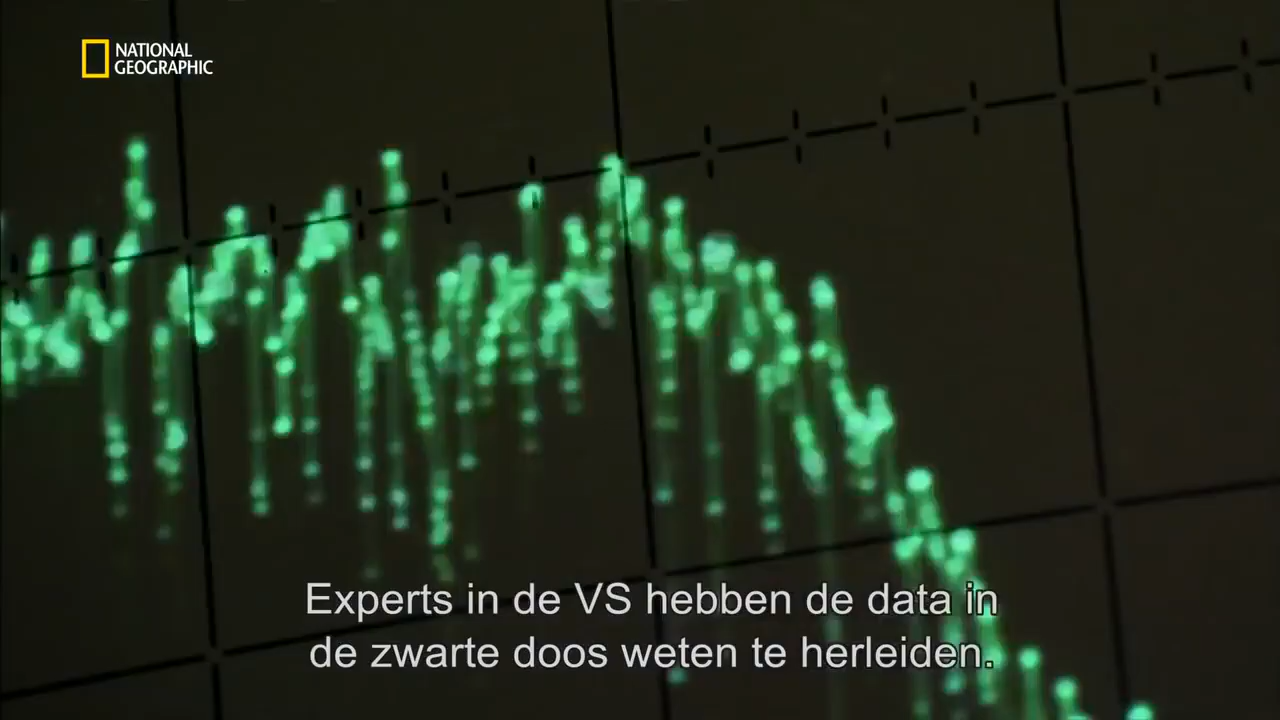 NATIONAL
GEOGRAPHIC
Experts in de VS hebben de data in
de zwarte doos weten te herleiden.